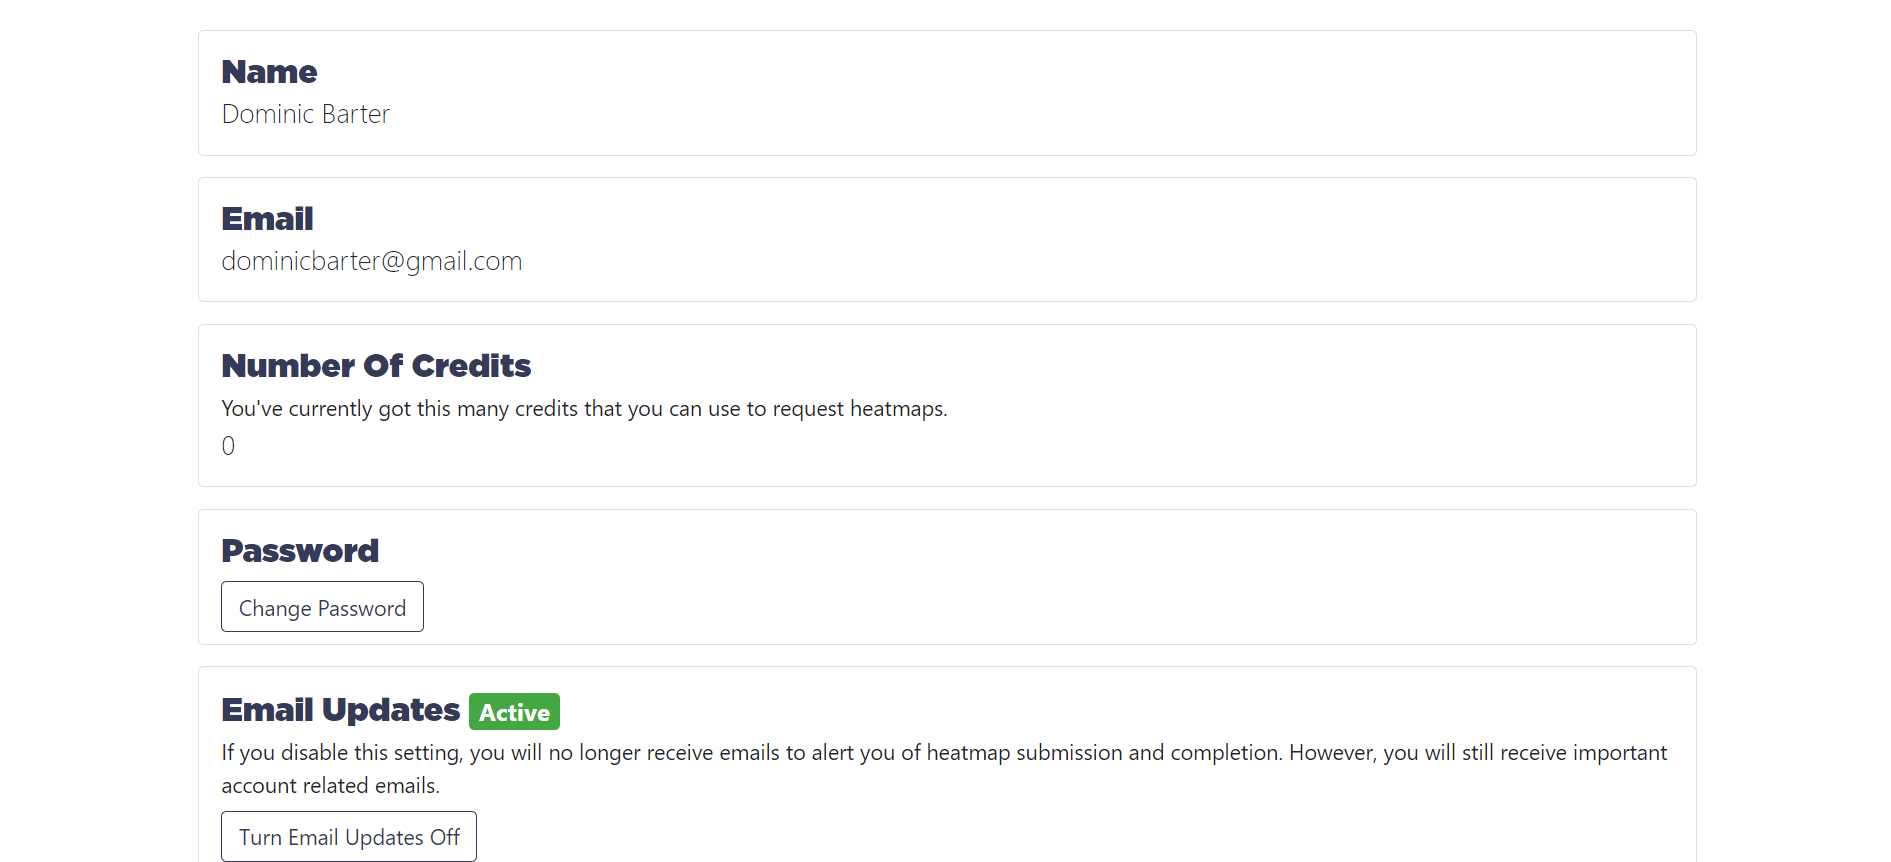 Name
Dominic Barter
Email
dominicbarter@gmail.com
Number Of Credits
You've currently got this many credits that you can use to request heatmaps.
0
Password
Change Password
Email Updates Active
If you disable this setting, you will no longer receive emails to alert you of heatmap submission and completion. However, you will still receive important
account related emails.
Turn Email Updates Off